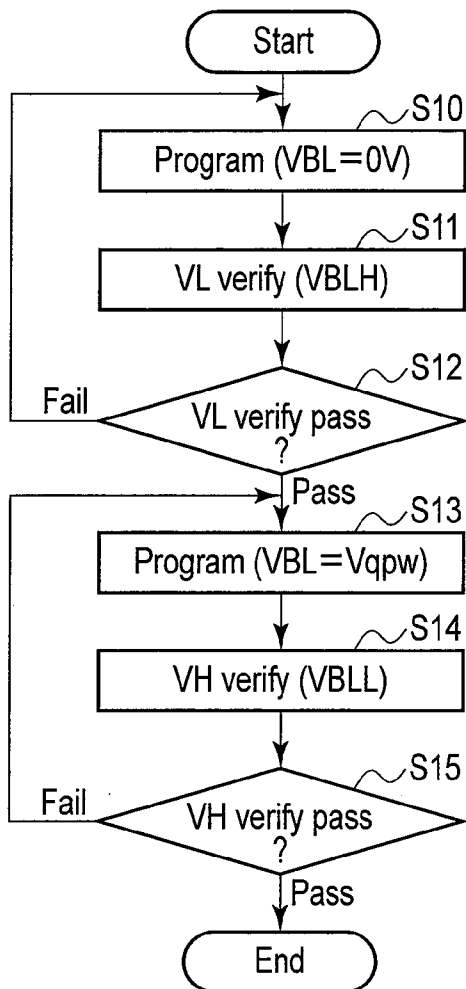 Start
S10
Program (VBL=0V)
S11
VL verify (VBLH)
S12
Fail
VL verify pass
?
Pass
S13
Program (VBL=Vqpw)
S14
VH verify (VBLL)
S15
Fail
VH verify pass
?
Pass
End